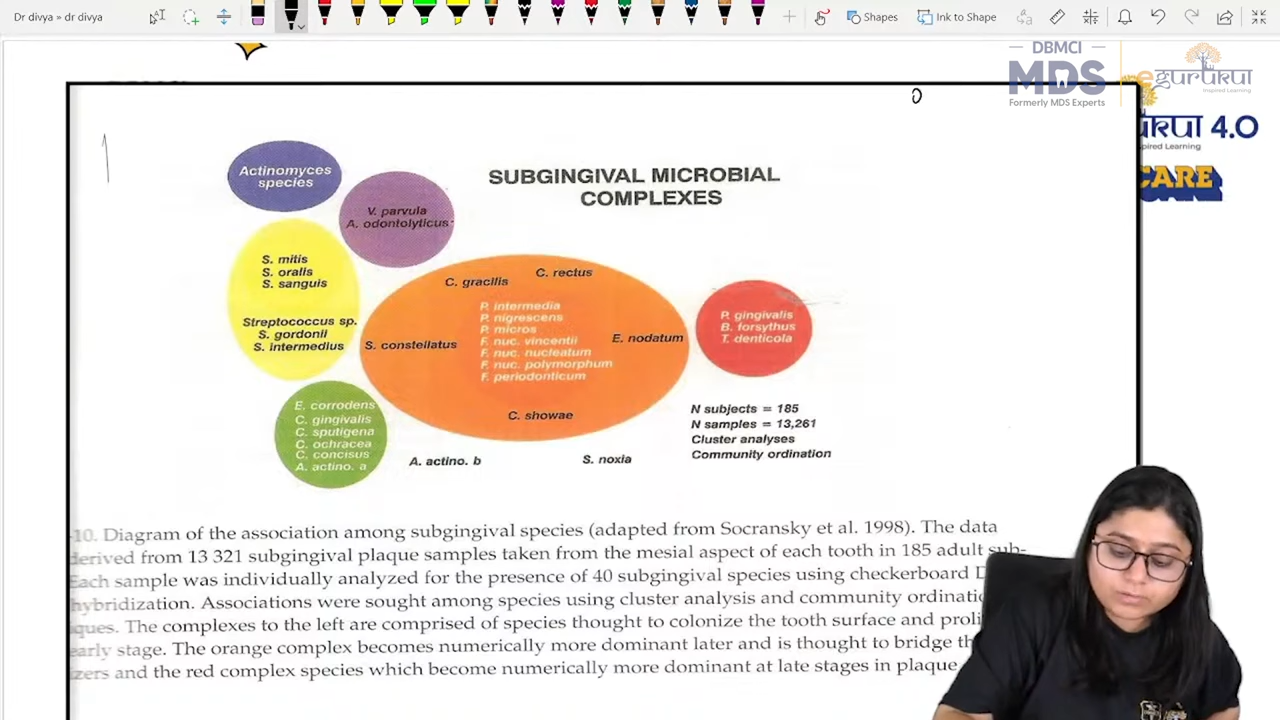 Dr divya » dr divya
Shapes
Ink to Shape
DBMCI
MDS
Formerly MDS Experts
egurukul
Inspired Learning
4.0
CARE
SUBGINGIVAL MICROBIAL
COMPLEXES
Actinomyces
species
V. parvula
A. odontolyticus
S. mitis
S. oralis
S. sanguis
Streptococcus sp.
S. gordonii
S. intermedius
C. gracilis
C. rectus
P. intermedia
P. nigrescens
P. micros
F. nuc. vincentii
F. nuc. nucleatum
F. nuc. polymorphum
F. periodonticum
S. constellatus
E. nodatum
C. showae
P. gingivalis
B. forsythus
T. denticola
E. corrodens
C. gingivalis
C. sputigena
C. ochracea
C. concisus
A. actino. a
A. actino. b
S. noxia
N subjects = 185
N samples = 13,261
Cluster analyses
Community ordination
-10. Diagram of the association among subgingival species (adapted from Socransky et al. 1998). The data
derived from 13 321 subgingival plaque samples taken from the mesial aspect of each tooth in 185 adult sub-
Each sample was individually analyzed for the presence of 40 subgingival species using checkerboard
hybridization. Associations were sought among species using cluster analysis and community
The complexes to the left are comprised of species thought to colonize the tooth surface and
early stage. The orange complex becomes numerically more dominant later and is thought to bridge
and the red complex species which become numerically more dominant at late stages in plaque